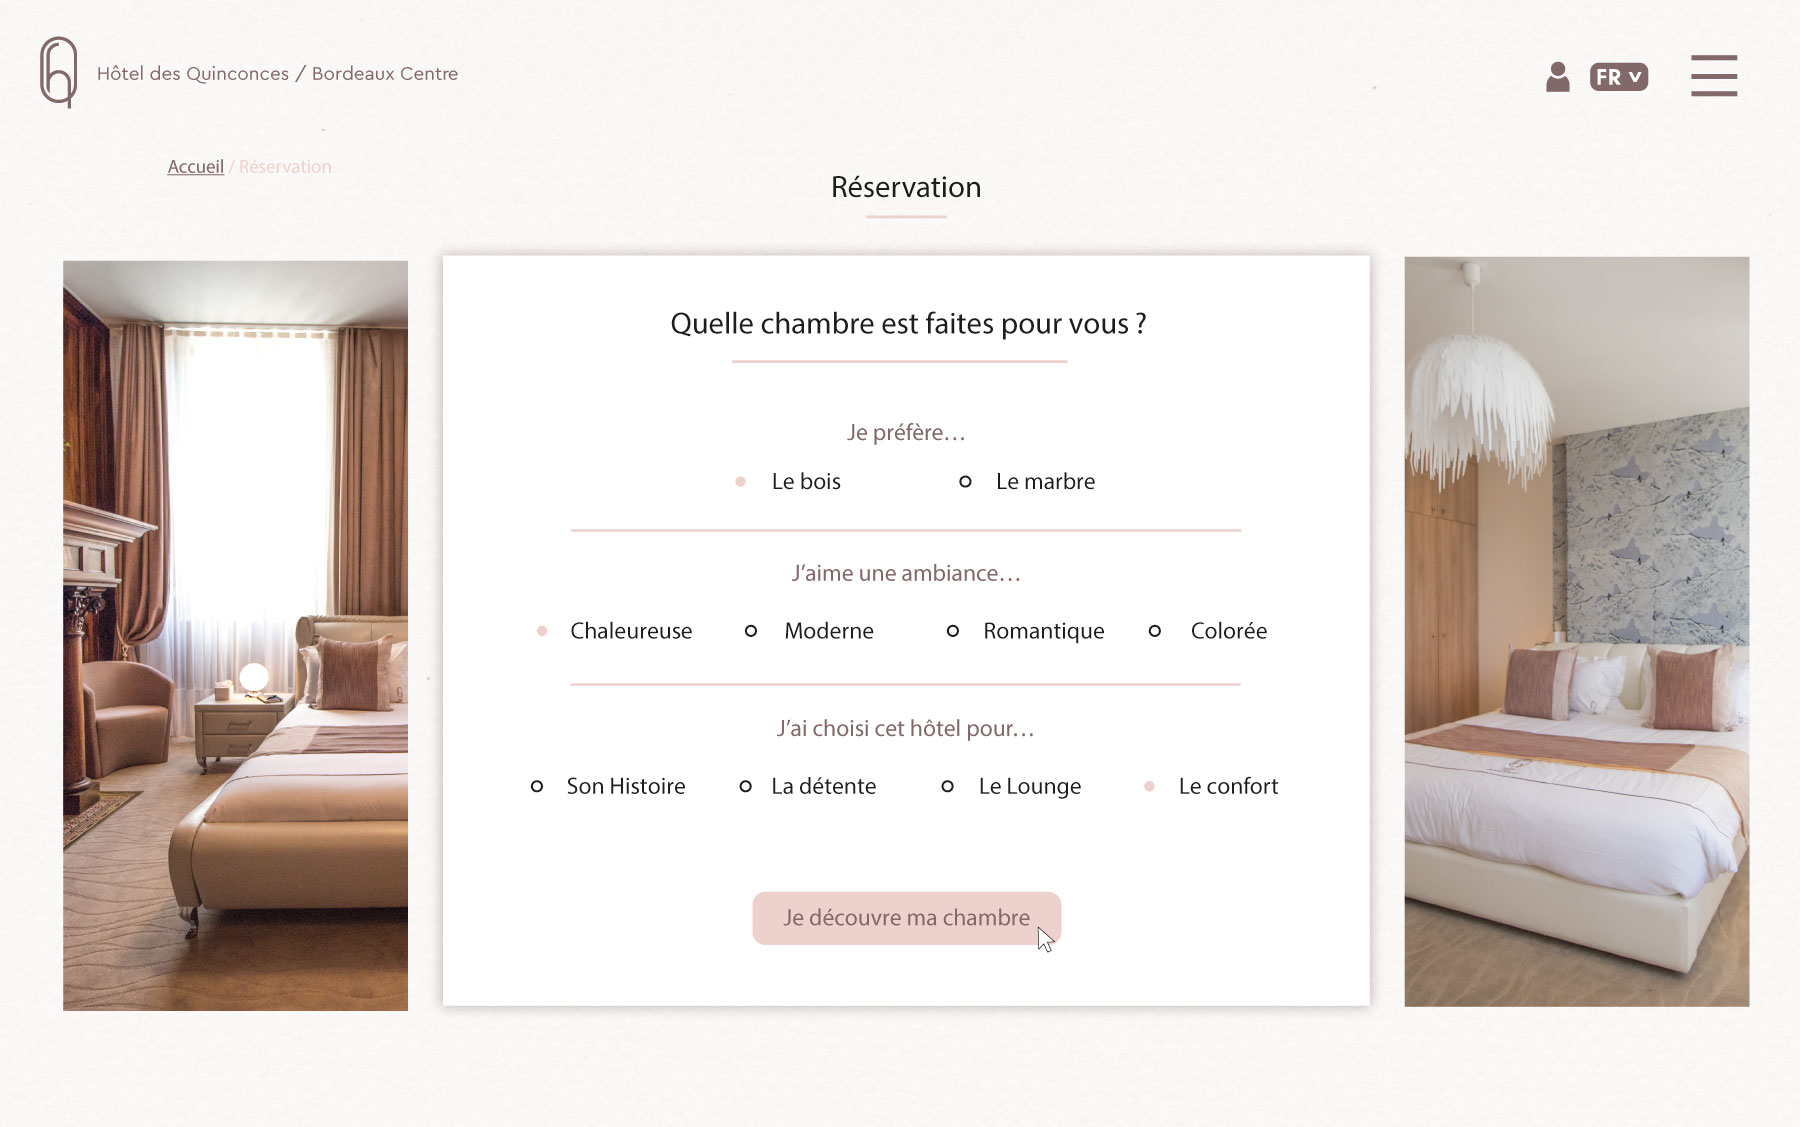 Hôtel des Quinconces / Bordeaux Centre
FR
Accueil / Réservation
Réservation
Quelle chambre est faites pour vous ?
Je préfère…
Le bois Le marbre
J’aime une ambiance…
Chaleureuse Moderne Romantique Colorée
J’ai choisi cet hôtel pour…
Son Histoire La détente Le Lounge Le confort
Je découvre ma chambre